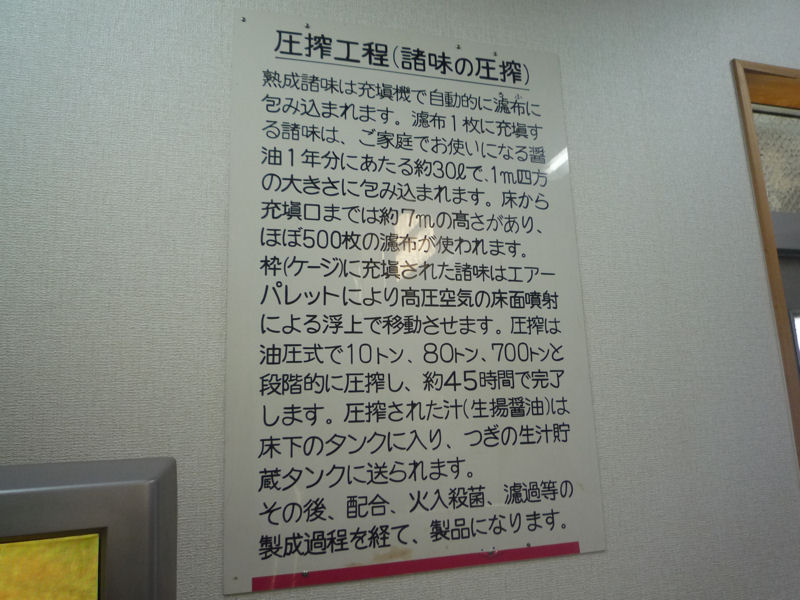 圧搾工程(諸味の圧搾)
熟成諸味は充塡機で自動的に濾布に
包み込まれます。濾布1枚に充塡す
る諸味は、ご家庭でお使いになる醤
油1年分にあたる約30ℓで、1m四方
の大きさに包み込まれます。床から
充塡口までは約7mの高さがあり、
ほぼ500枚の濾布が使われます。
枠(ケージ)に充塡された諸味はエアー
パレットにより高圧空気の床面噴射
による浮上で移動させます。圧搾は
油圧式で10トン、80トン、700トンと
段階的に圧搾し、約45時間で完了
します。圧搾された汁(生揚醤油)は
床下のタンクに入り、つぎの生汁貯
蔵タンクに送られます。
その後、配合、火入殺菌、濾過等の
製成過程を経て、製品になります。